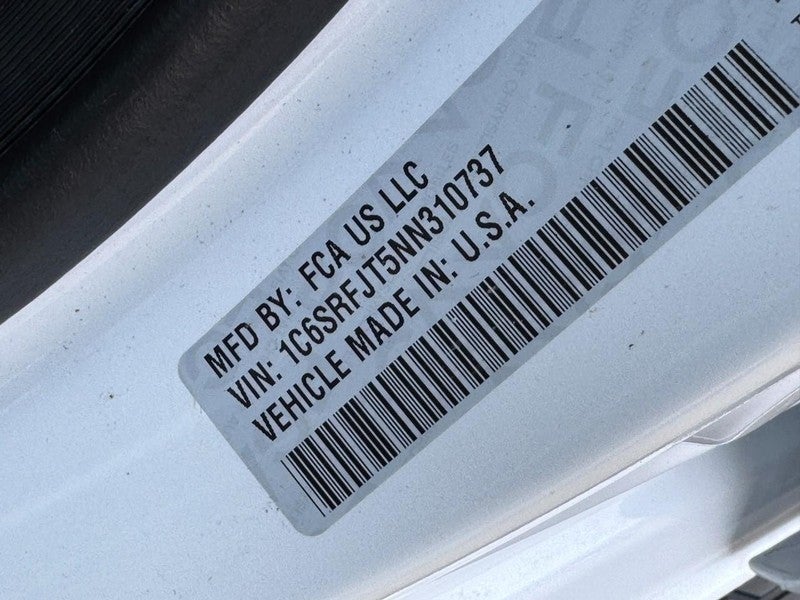 MFD BY: FCA US LLC
VIN: 1C6SRFJT5NN310737
VEHICLE MADE IN: U.S.A.